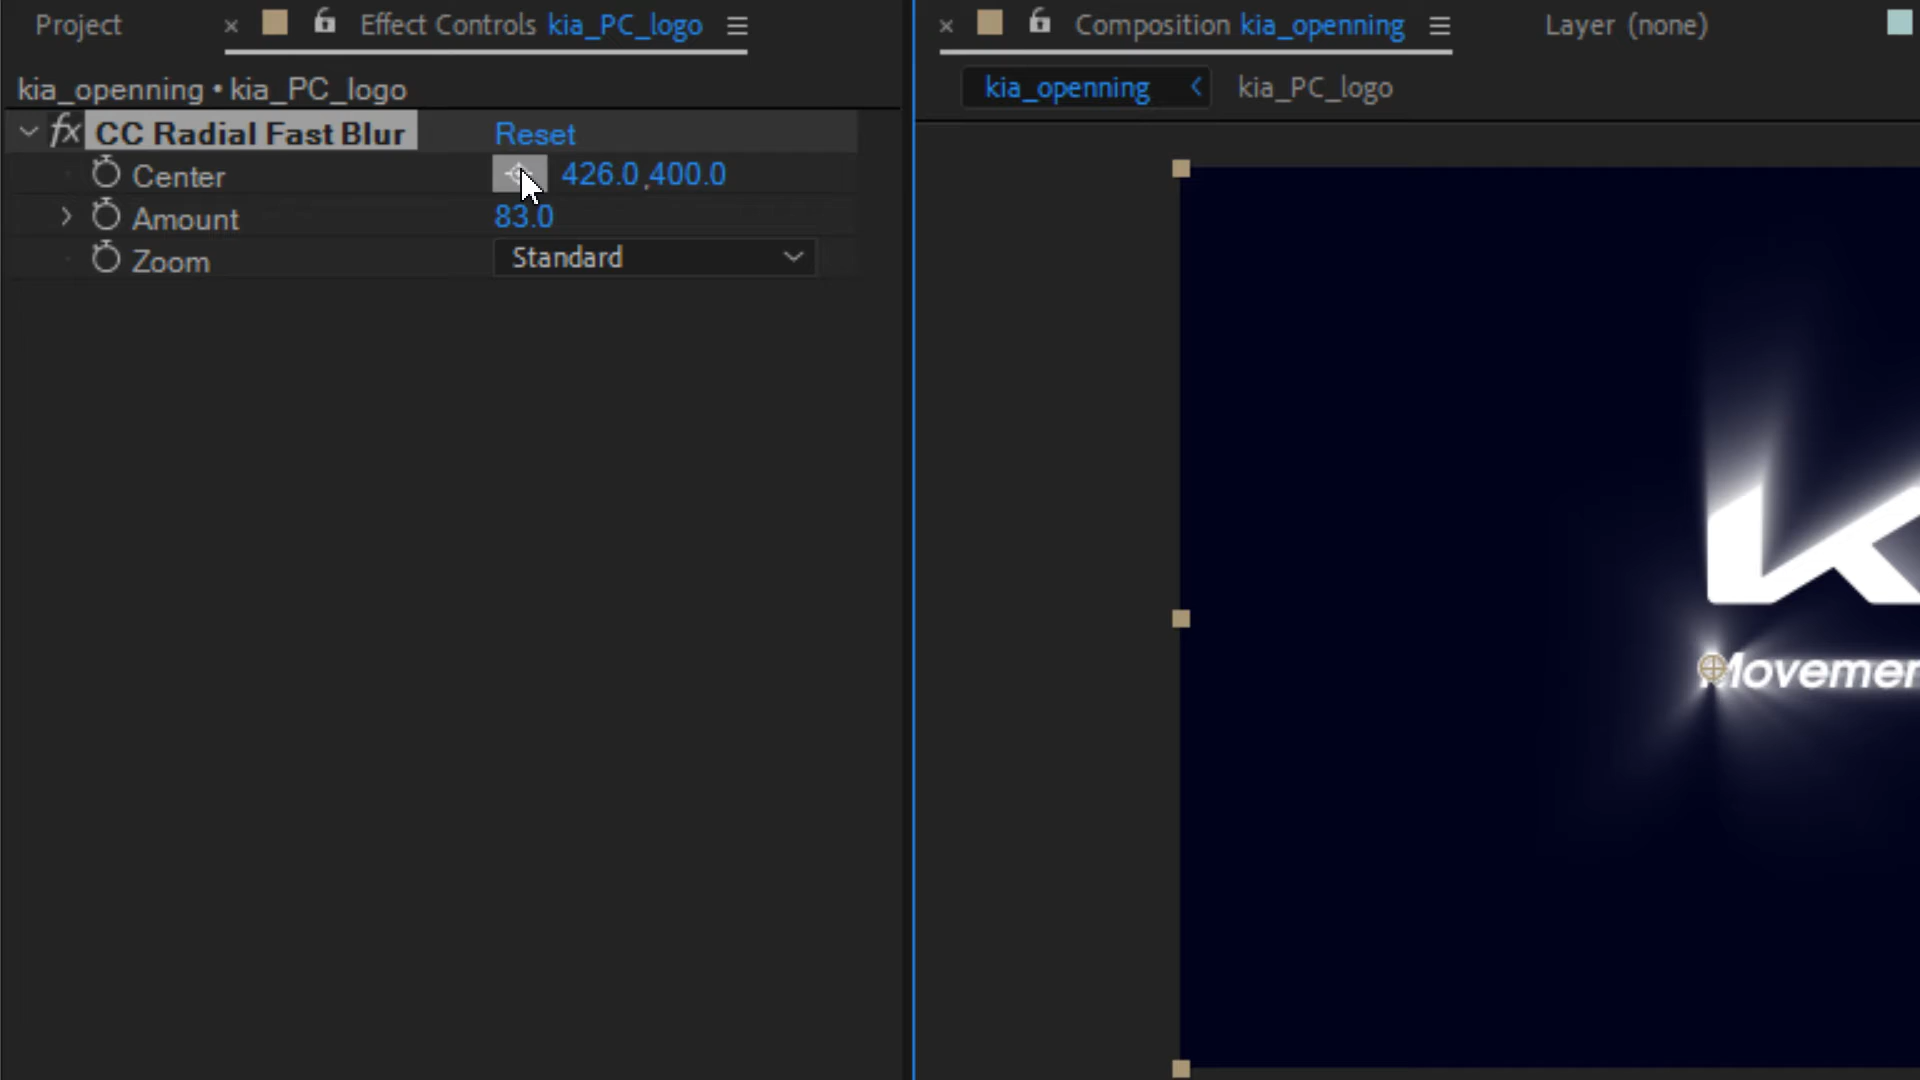 Project × Effect Controls kia_PC_logo
kia_openning • kia_PC_logo
fx CC Radial Fast Blur Reset
Center 426.0,400.0
Amount 83.0
Zoom Standard
× Composition kia_openning Layer (none)
kia_openning kia_PC_logo